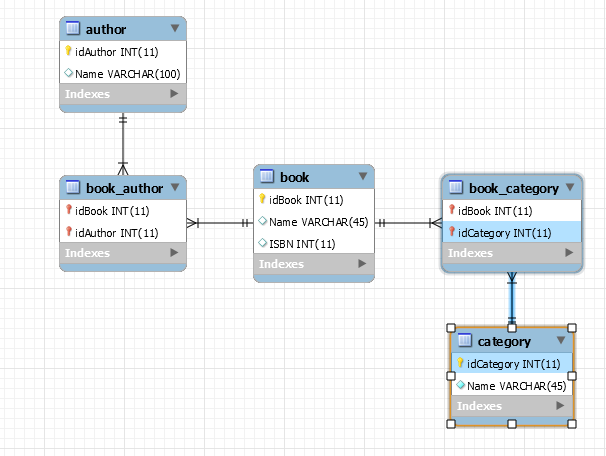 author
idAuthor INT(11)
Name VARCHAR(100)
Indexes
book_author
idBook INT(11)
idAuthor INT(11)
Indexes
book
idBook INT(11)
Name VARCHAR(45)
ISBN INT(11)
Indexes
book_category
idBook INT(11)
idCategory INT(11)
Indexes
category
idCategory INT(11)
Name VARCHAR(45)
Indexes